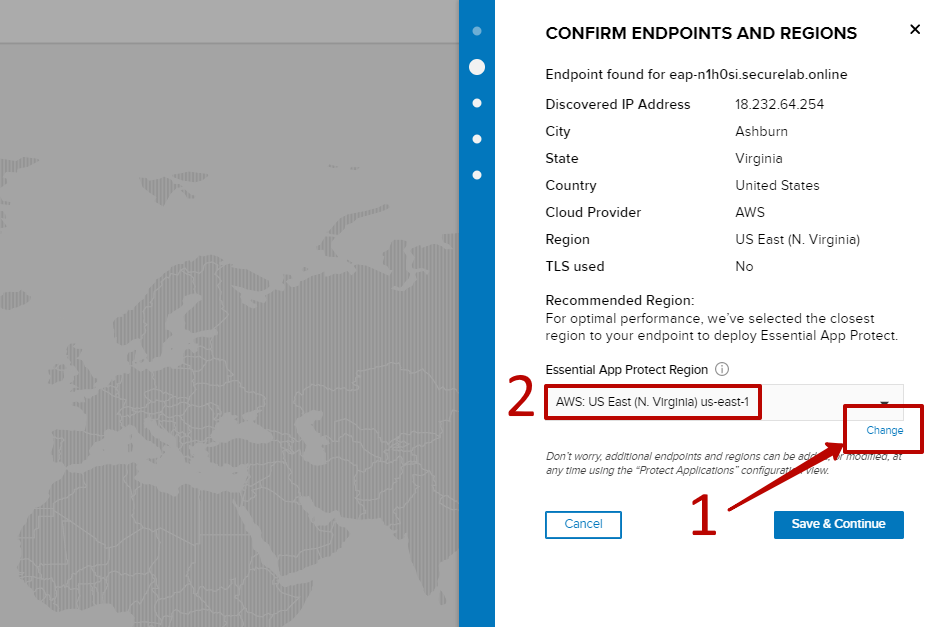 CONFIRM ENDPOINTS AND REGIONS
Endpoint found for eap-n1h0si.securelab.online
Discovered IP Address 18.232.64.254
City Ashburn
State Virginia
Country United States
Cloud Provider AWS
Region US East (N. Virginia)
TLS used No
Recommended Region:
For optimal performance, we've selected the closest
region to your endpoint to deploy Essential App Protect.
Essential App Protect Region
2 AWS: US East (N. Virginia) us-east-1
Change
Don't worry, additional endpoints and regions can be added or modified, at
any time using the "Protect Applications" configuration view.
1
Cancel Save & Continue